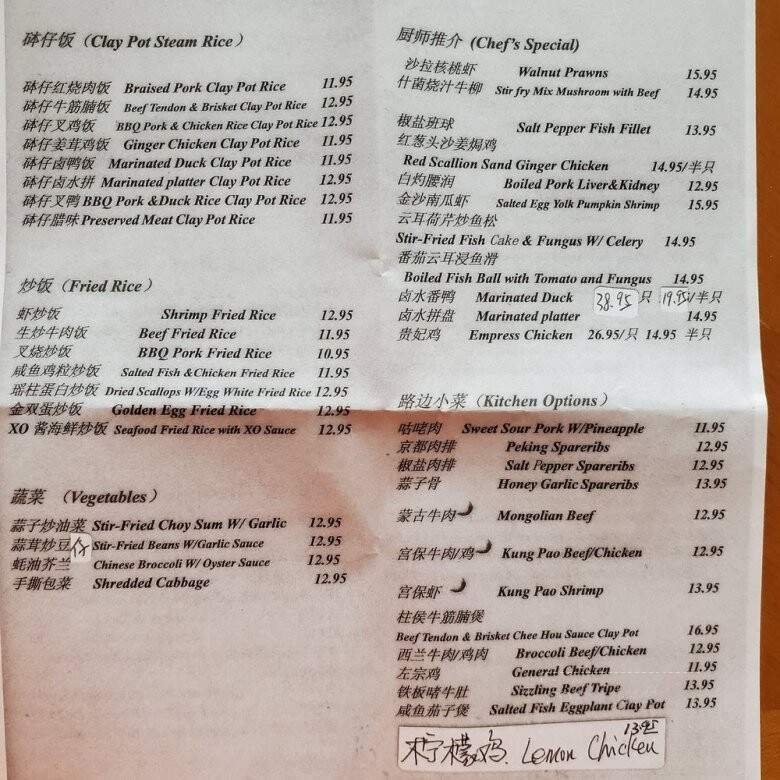 砵仔饭 （Clay Pot Steam Rice）
砵仔红烧肉饭 Braised Pork Clay Pot Rice 11.95
砵仔牛筋腩饭 Beef Tendon & Brisket Clay Pot Rice 12.95
砵仔叉鸡饭 BBQ Pork & Chicken Rice Clay Pot Rice 12.95
砵仔姜茸鸡饭 Ginger Chicken Clay Pot Rice 11.95
砵仔卤鸭饭 Marinated Duck Clay Pot Rice 11.95
砵仔卤水拼 Marinated platter Clay Pot Rice 12.95
砵仔叉鸭 BBQ Pork &Duck Rice Clay Pot Rice 12.95
砵仔腊味 Preserved Meat Clay Pot Rice 11.95
炒饭（Fried Rice）
虾炒饭 Shrimp Fried Rice 12.95
生炒牛肉饭 Beef Fried Rice 11.95
叉烧炒饭 BBQ Pork Fried Rice 10.95
咸鱼鸡粒炒饭 Salted Fish &Chicken Fried Rice 11.95
瑶柱蛋白炒饭 Dried Scallops W/Egg White Fried Rice 12.95
金双蛋炒饭 Golden Egg Fried Rice 12.95
XO 酱海鲜炒饭 Seafood Fried Rice with XO Sauce 12.95
蔬菜 （Vegetables）
蒜子炒油菜 Stir-Fried Choy Sum W/ Garlic 12.95
蒜茸炒豆仔 Stir-Fried Beans W/Garlic Sauce 12.95
蚝油芥兰 Chinese Broccoli W/ Oyster Sauce 12.95
手撕包菜 Shredded Cabbage 12.95
厨师推介 (Chef's Special)
沙拉核桃虾 Walnut Prawns 15.95
什菌烧汁牛柳 Stir fry Mix Mushroom with Beef 14.95
椒盐班球 Salt Pepper Fish Fillet 13.95
红葱头沙姜焗鸡
Red Scallion Sand Ginger Chicken 14.95/半只
白灼腰润 Boiled Pork Liver&Kidney 12.95
金沙南瓜虾 Salted Egg Yolk Pumpkin Shrimp 15.95
云耳荷芹炒鱼松
Stir-Fried Fish Cake & Fungus W/ Celery 14.95
番茄云耳浸鱼滑
Boiled Fish Ball with Tomato and Fungus 14.95
卤水番鸭 Marinated Duck 38.95 只 19.95/半只
卤水拼盘 Marinated platter 14.95
贵妃鸡 Empress Chicken 26.95/只 14.95 半只
路边小菜（Kitchen Options）
咕咾肉 Sweet Sour Pork W/Pineapple 11.95
京都肉排 Peking Spareribs 12.95
椒盐肉排 Salt Pepper Spareribs 12.95
蒜子骨 Honey Garlic Spareribs 13.95
蒙古牛肉 Mongolian Beef 12.95
宫保牛肉/鸡 Kung Pao Beef/Chicken 12.95
宫保虾 Kung Pao Shrimp 13.95
柱侯牛筋腩煲
Beef Tendon & Brisket Chee Hou Sauce Clay Pot 16.95
西兰牛肉/鸡肉 Broccoli Beef/Chicken 12.95
左宗鸡 General Chicken 11.95
铁板啫牛肚 Sizzling Beef Tripe 13.95
咸鱼茄子煲 Salted Fish Eggplant Clay Pot 13.95
柠檬鸡. Lemon Chicken 13.95